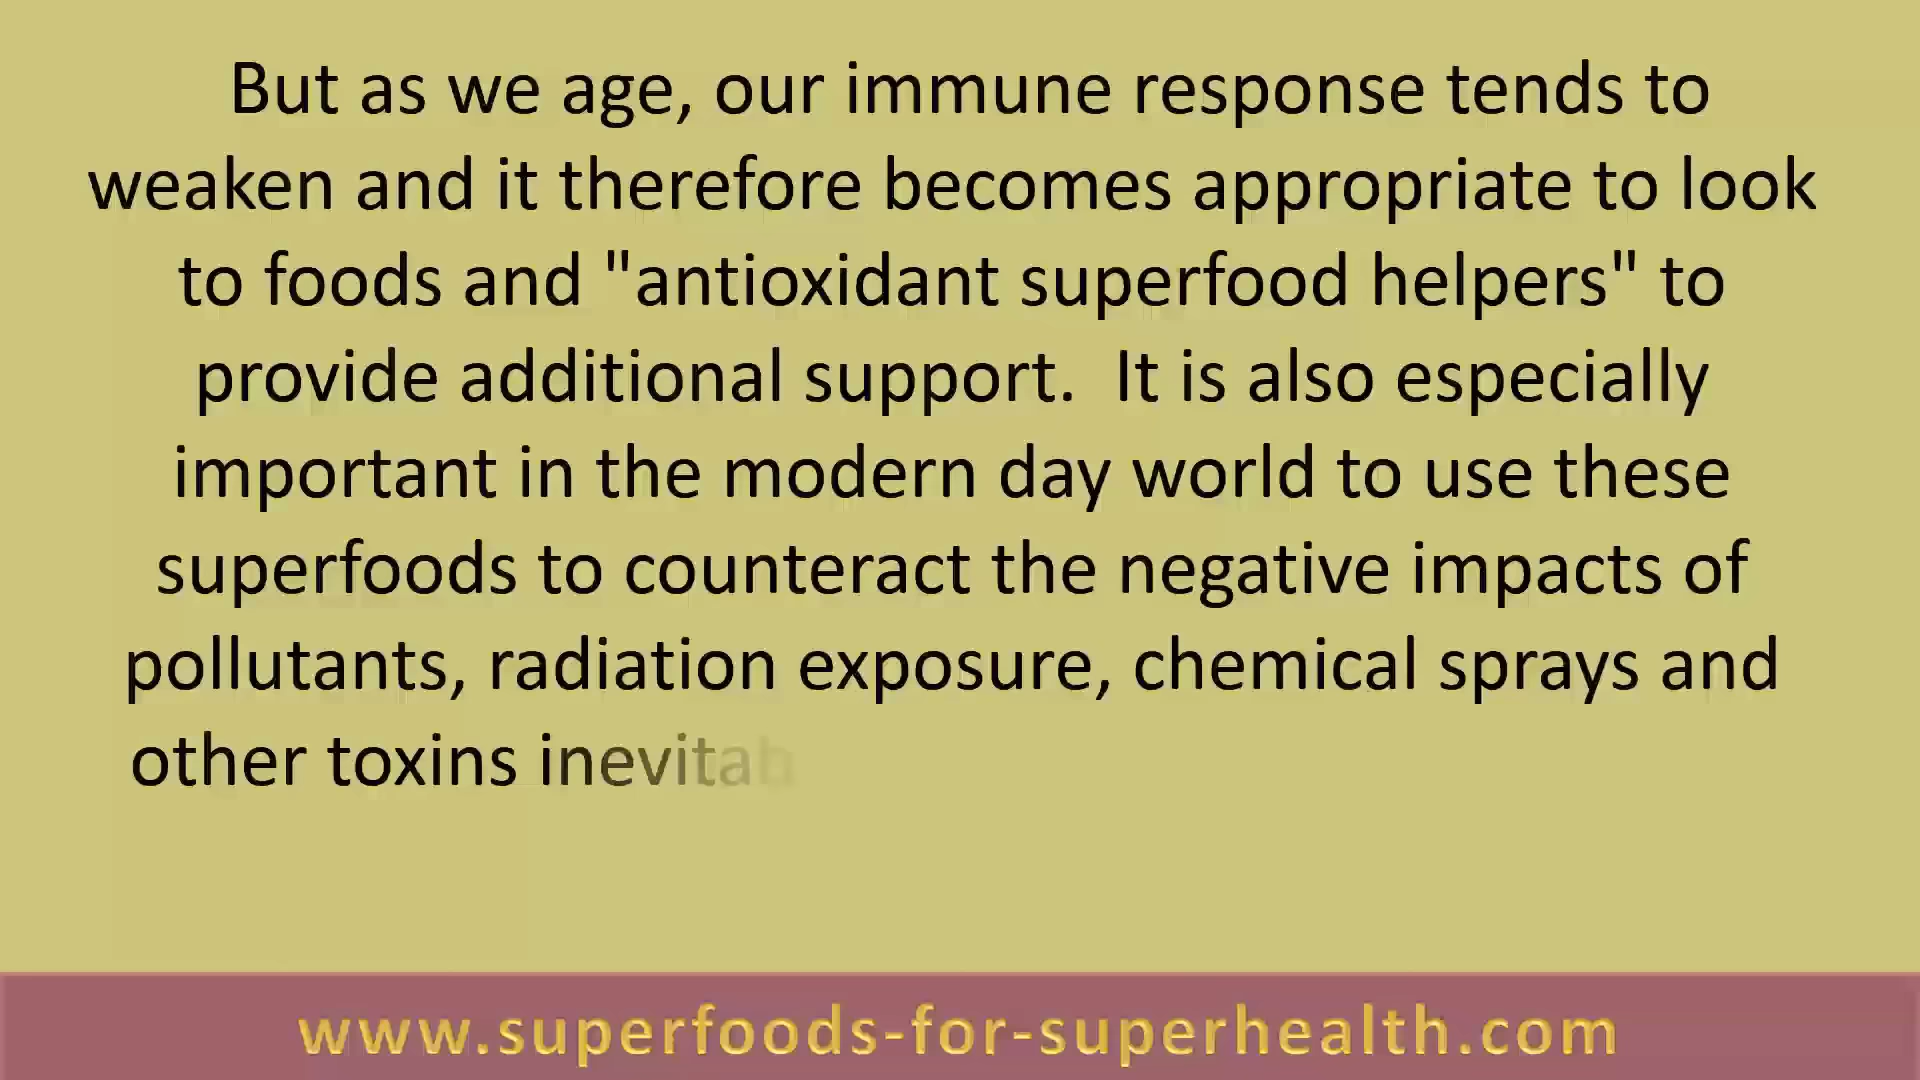 But as we age, our immune response tends to
weaken and it therefore becomes appropriate to look
to foods and "antioxidant superfood helpers" to
provide additional support.  It is also especially
important in the modern day world to use these
superfoods to counteract the negative impacts of
pollutants, radiation exposure, chemical sprays and
other toxins inevitab
www.superfoods-for-superhealth.com